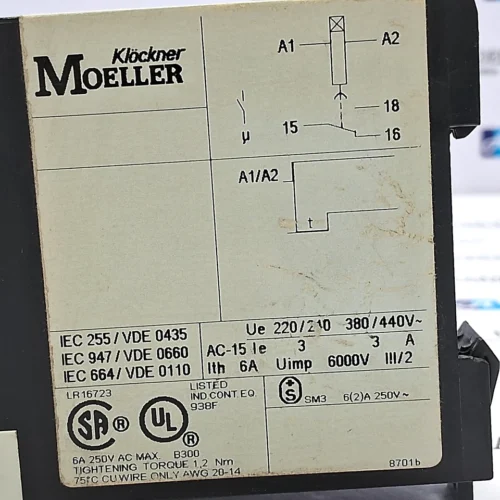 Klöckner
MOELLER
A1 A2
18
15
16
µ
A1/A2
t
IEC 255/VDE 0435
IEC 947/VDE 0660
IEC 664/VDE 0110
Ue 220/240 380/440V~
AC-15 Ie 3 3 A
Ith 6A Uimp 6000V III/2
LR16723
LISTED
IND.CONT.EQ.
938F
SA ®
UL ®
+S SM3 6(2)A 250V~
6A 250V AC MAX. B300
TIGHTENING TORQUE 1,2 Nm
75°C CU WIRE ONLY AWG 20-14
8701b